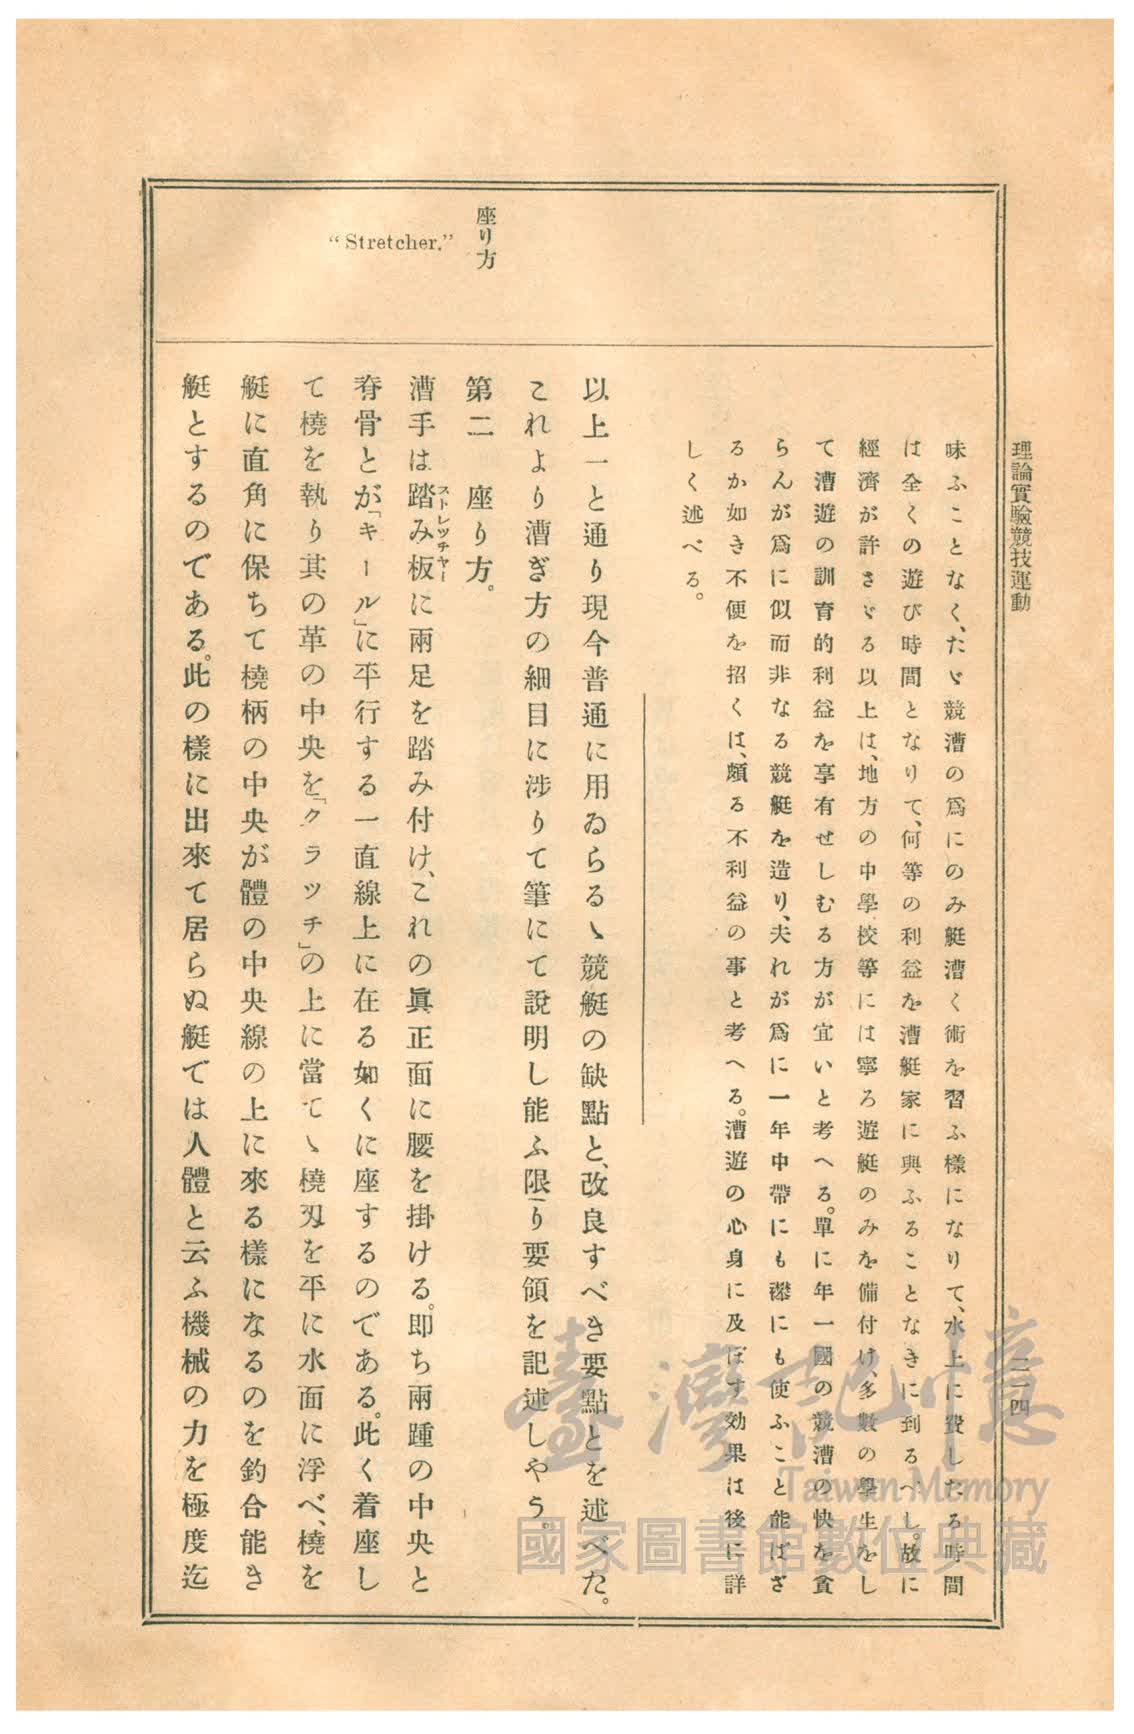 理論實驗競技運動
二四
座り方
“Stretcher.”
味ふことなく、たゞ競漕の爲にのみ艇漕く術を習ふ樣になりて、水上に費したる時間
は全くの遊び時間となりて、何等の利益を漕艇家に與ふることなきに到るべし。故に
經濟が許さゞる以上は、地方の中學校等には寧ろ遊艇のみを備付け、多數の學生をし
て漕遊の訓育的利益を享有せしむる方が宜いと考へる。單に年一國の競漕の快を貪
らんが爲に似而非なる競艇を造り、夫れが爲に一年中帶にも襷にも使ふこと能はざ
るか如き不便を招くは、頗る不利益の事と考へる。漕遊の心身に及ぼす効果は後に詳
しく述べる。
以上一と通り現今普通に用ゐらるゝ競艇の缺點と、改良すべき要點とを述べた。
これより漕ぎ方の細目に涉りて筆にて說明し能ふ限り要領を記述しやう。
第二　座り方。
漕手は踏み板ストレツチヤーに兩足を踏み付け、これの眞正面に腰を掛ける。即ち兩踵の中央と
脊骨とが「キール」に平行する一直線上に在る如くに座するのである。此く着座し
て橈を執り其の革の中央を「クラツチ」の上に當てゝ橈刄を平に水面に浮べ、橈を
艇に直角に保ちて橈柄の中央が體の中央線の上に來る樣になるのを釣合能き
艇とするのである。此の樣に出來て居らぬ艇では人體と云ふ機械の力を極度迄
臺灣記憶
Taiwan Memory
國家圖書館數位典藏